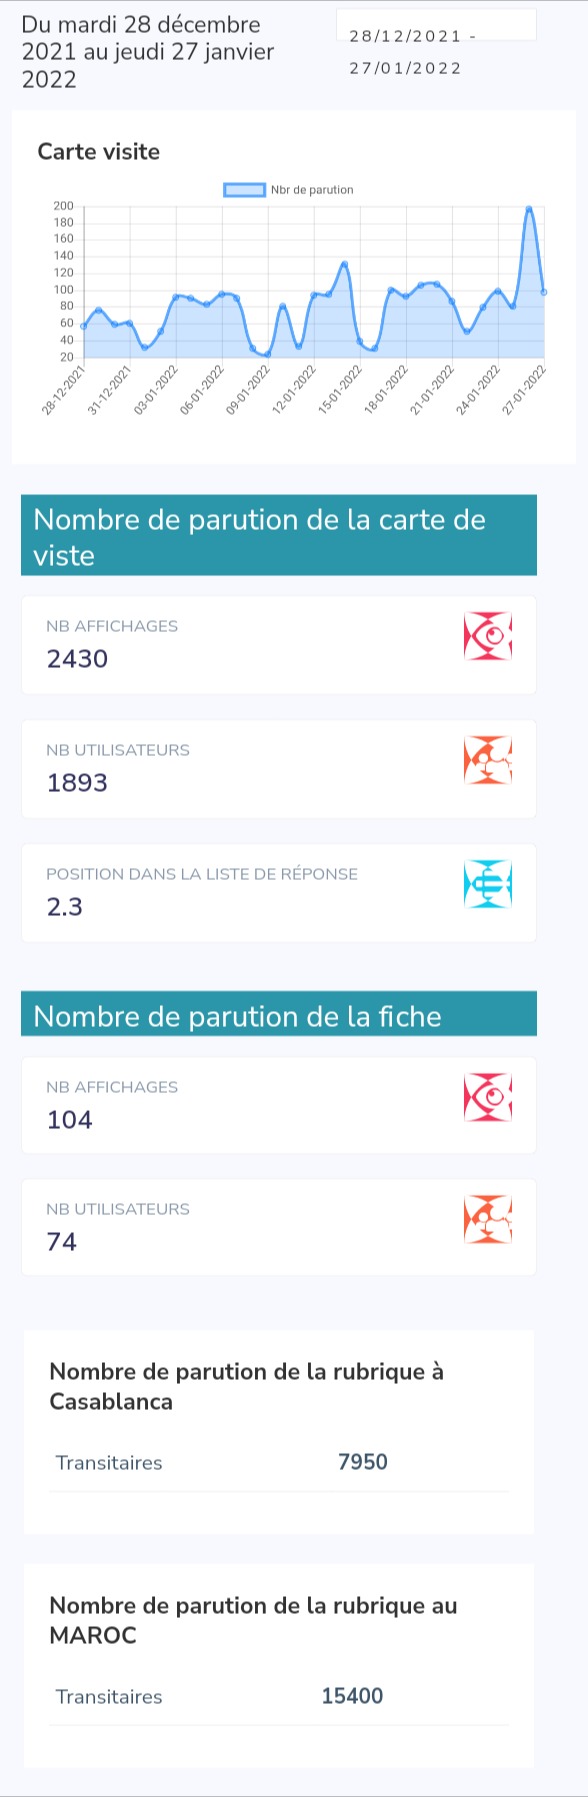 Du mardi 28 décembre
2021 au jeudi 27 janvier
2022
28/12/2021 -
27/01/2022
Carte visite
Nbr de parution
200
180
160
140
120
100
80
60
40
20
28-12-2021
31-12-2021
03-01-2022
06-01-2022
09-01-2022
12-01-2022
15-01-2022
18-01-2022
21-01-2022
24-01-2022
27-01-2022
Nombre de parution de la carte de
viste
NB AFFICHAGES
2430
NB UTILISATEURS
1893
POSITION DANS LA LISTE DE RÉPONSE
2.3
Nombre de parution de la fiche
NB AFFICHAGES
104
NB UTILISATEURS
74
Nombre de parution de la rubrique à
Casablanca
Transitaires 7950
Nombre de parution de la rubrique au
MAROC
Transitaires 15400